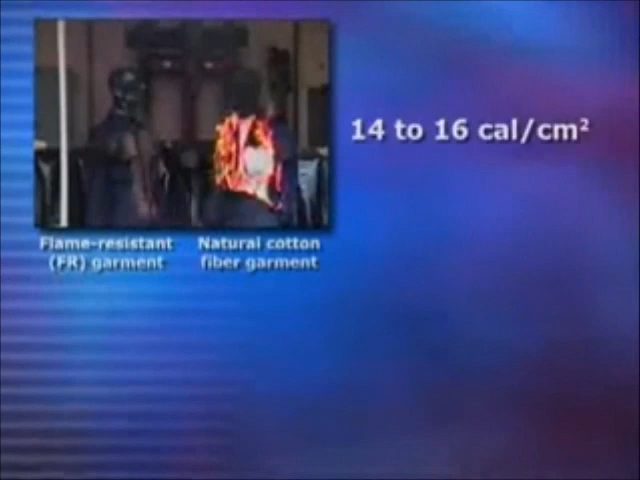 14 to 16 cal/cm²
Flame-resistant Natural cotton
(FR) garment fiber garment